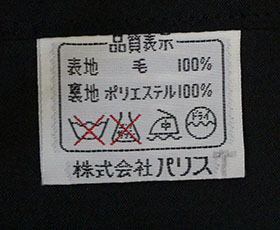 品質表示
表地 毛 100%
裏地 ポリエステル100%
中 ドライ
株式会社パリス